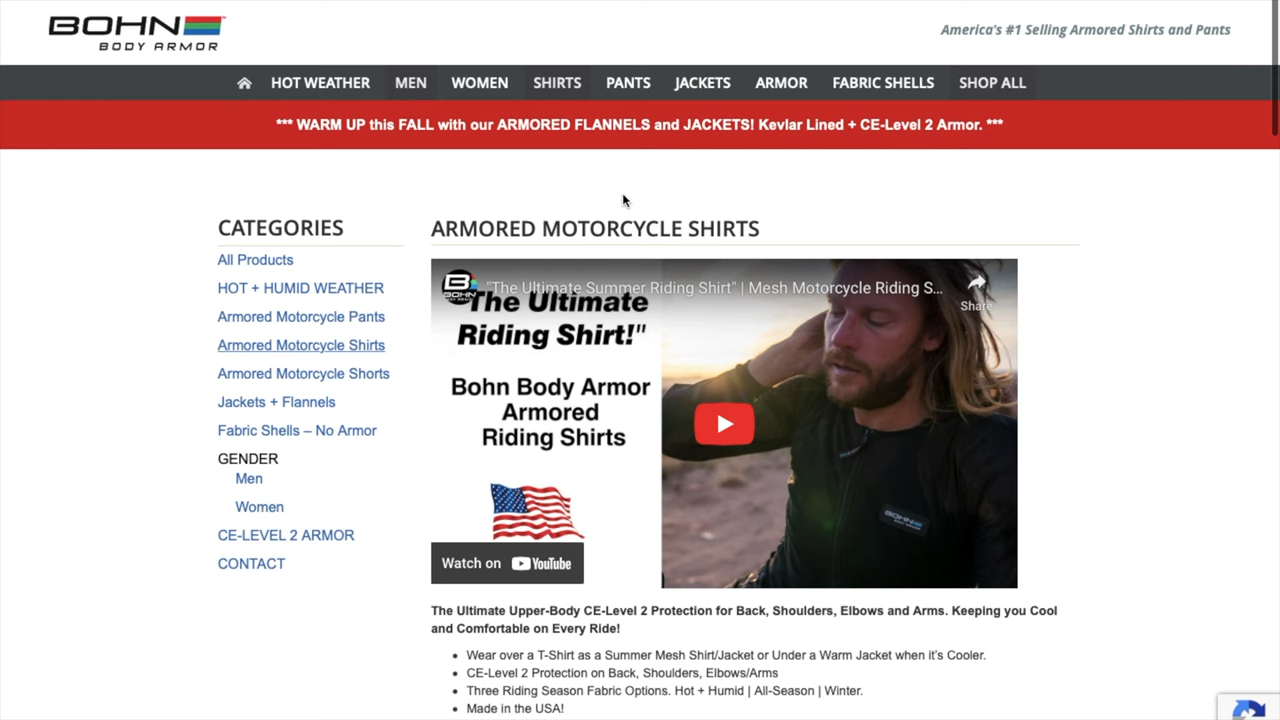 BOHN
BODY ARMOR
America's #1 Selling Armored Shirts and Pants
HOT WEATHER MEN WOMEN SHIRTS PANTS JACKETS ARMOR FABRIC SHELLS SHOP ALL
*** WARM UP this FALL with our ARMORED FLANNELS and JACKETS! Kevlar Lined + CE-Level 2 Armor. ***
CATEGORIES
All Products
HOT + HUMID WEATHER
Armored Motorcycle Pants
Armored Motorcycle Shirts
Armored Motorcycle Shorts
Jackets + Flannels
Fabric Shells – No Armor
GENDER
Men
Women
CE-LEVEL 2 ARMOR
CONTACT
ARMORED MOTORCYCLE SHIRTS
"The Ultimate Summer Riding Shirt" | Mesh Motorcycle Riding S...
Share
B
BOHN
The Ultimate
Riding Shirt!"
Bohn Body Armor
Armored
Riding Shirts
BOHN
Watch on YouTube
The Ultimate Upper-Body CE-Level 2 Protection for Back, Shoulders, Elbows and Arms. Keeping you Cool
and Comfortable on Every Ride!
• Wear over a T-Shirt as a Summer Mesh Shirt/Jacket or Under a Warm Jacket when it's Cooler.
• CE-Level 2 Protection on Back, Shoulders, Elbows/Arms
• Three Riding Season Fabric Options. Hot + Humid | All-Season | Winter.
• Made in the USA!